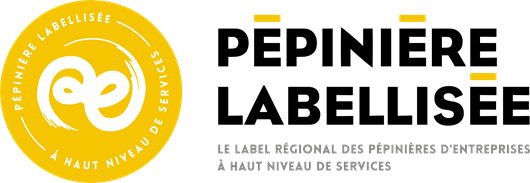 PÉPINIÈRE LABELLISÉE
À HAUT NIVEAU DE SERVICES
PÉPINIÈRE
LABELLISÉE
LE LABEL RÉGIONAL DES PÉPINIÈRES D'ENTREPRISES
À HAUT NIVEAU DE SERVICES